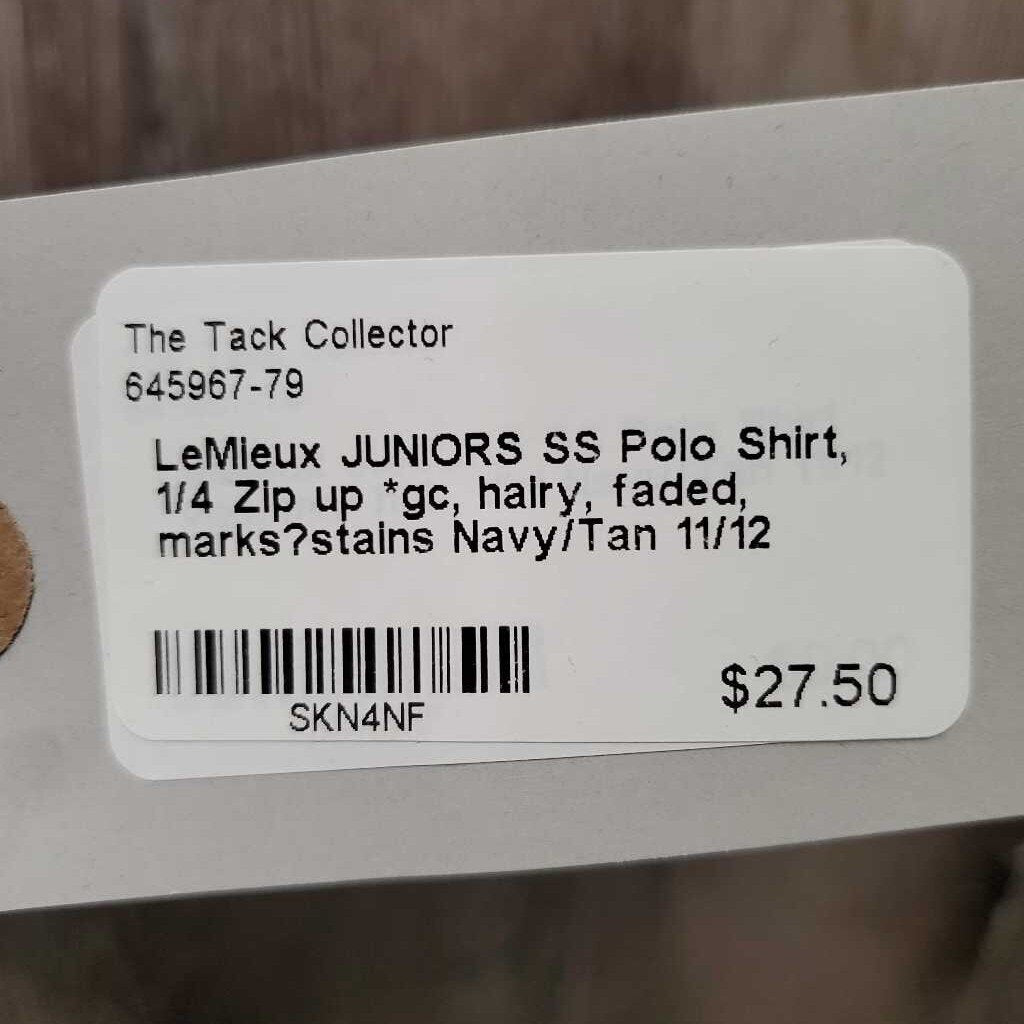 The Tack Collector
645967-79
LeMieux JUNIORS SS Polo Shirt,
1/4 Zip up *gc, hairy, faded,
marks?stains Navy/Tan 11/12
SKN4NF
$27.50